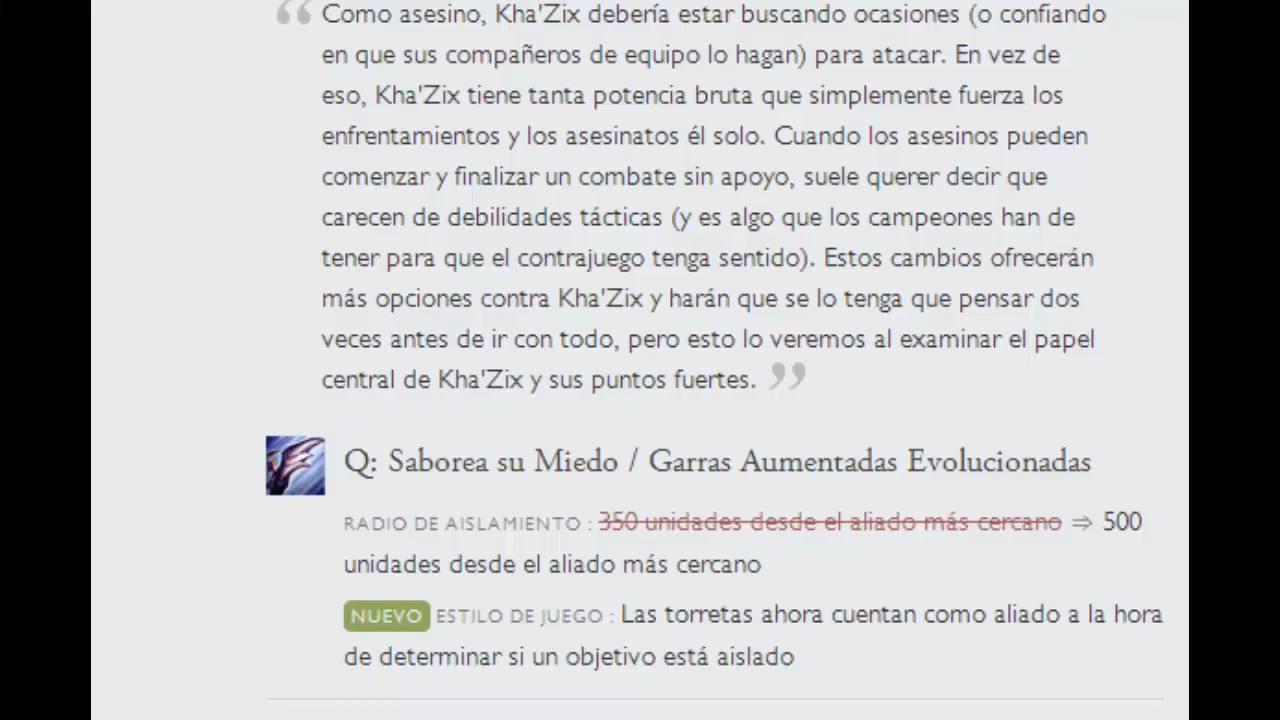 “ Como asesino, Kha'Zix debería estar buscando ocasiones (o confiando
en que sus compañeros de equipo lo hagan) para atacar. En vez de
eso, Kha'Zix tiene tanta potencia bruta que simplemente fuerza los
enfrentamientos y los asesinatos él solo. Cuando los asesinos pueden
comenzar y finalizar un combate sin apoyo, suele querer decir que
carecen de debilidades tácticas (y es algo que los campeones han de
tener para que el contrajuego tenga sentido). Estos cambios ofrecerán
más opciones contra Kha'Zix y harán que se lo tenga que pensar dos
veces antes de ir con todo, pero esto lo veremos al examinar el papel
central de Kha'Zix y sus puntos fuertes. ”
Q: Saborea su Miedo / Garras Aumentadas Evolucionadas
RADIO DE AISLAMIENTO : 350 unidades desde el aliado más cercano ⇒ 500
unidades desde el aliado más cercano
NUEVO ESTILO DE JUEGO : Las torretas ahora cuentan como aliado a la hora
de determinar si un objetivo está aislado